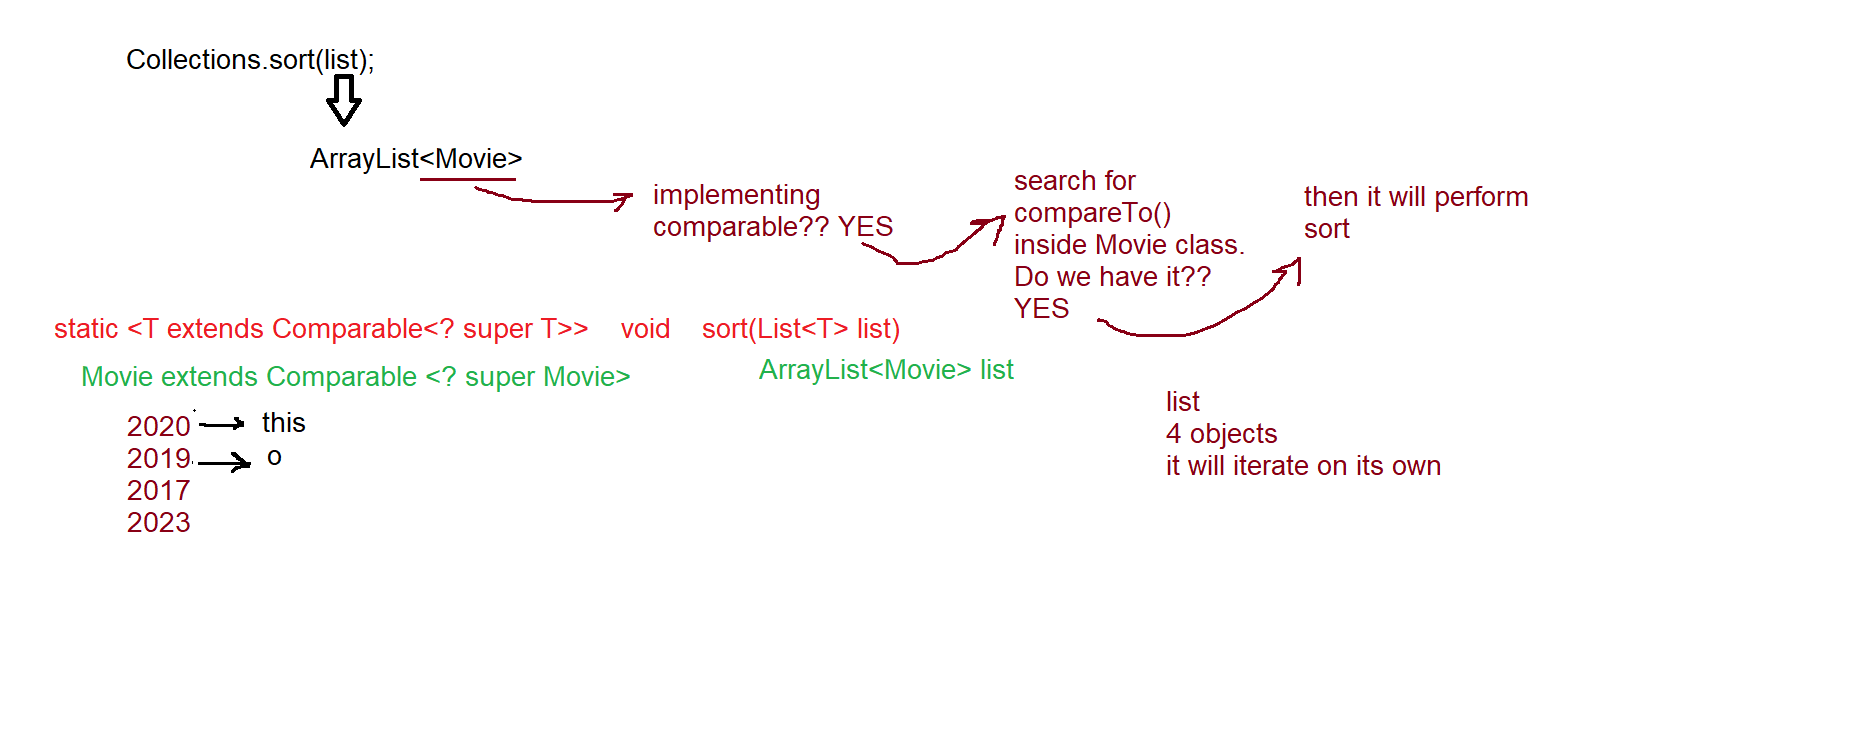 Collections.sort(list);
ArrayList<Movie>
implementing
comparable?? YES
search for
compareTo()
inside Movie class.
Do we have it??
YES
then it will perform
sort
static <T extends Comparable<? super T>> void sort(List<T> list)
Movie extends Comparable <? super Movie>
ArrayList<Movie> list
2020 this
2019 o
2017
2023
list
4 objects
it will iterate on its own